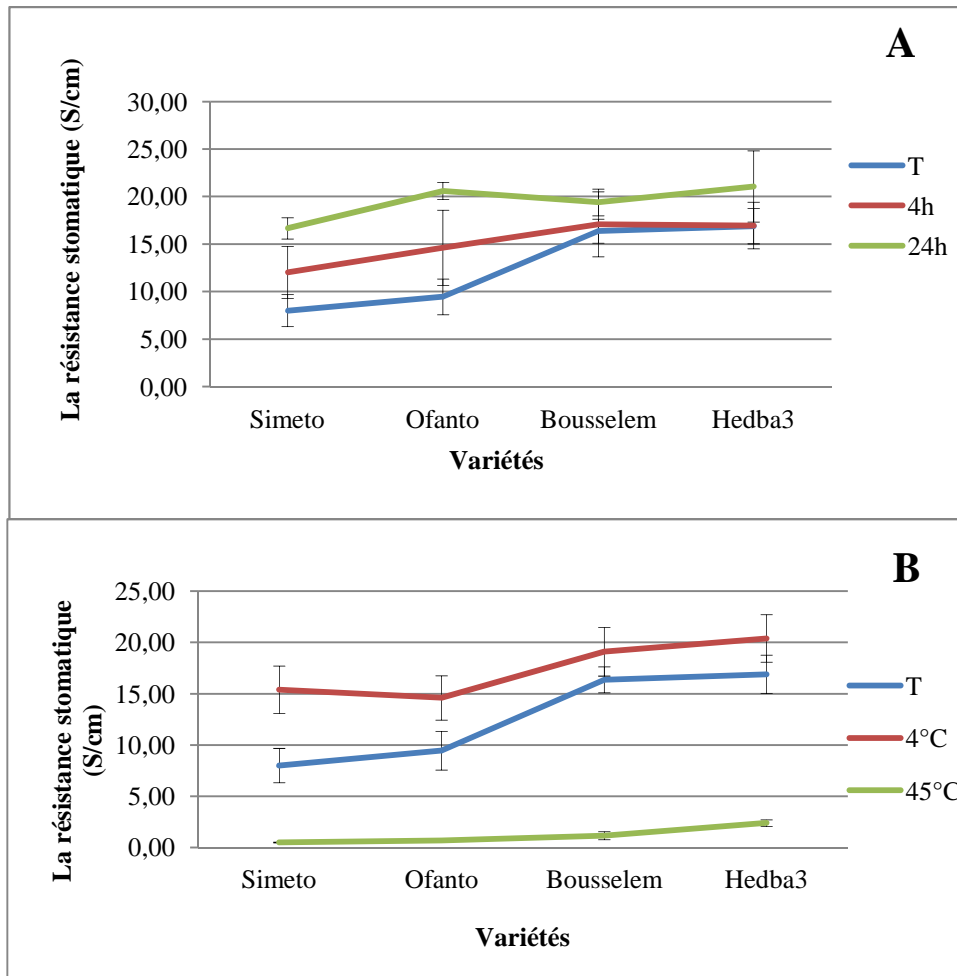 A
La résistance stomatique (S/cm)
30,00
25,00
20,00
15,00
10,00
5,00
0,00
Simeto Ofanto Bousselem Hedba3
Variétés
T
4h
24h
B
La résistance stomatique
(S/cm)
25,00
20,00
15,00
10,00
5,00
0,00
Simeto Ofanto Bousselem Hedba3
Variétés
T
4°C
45°C